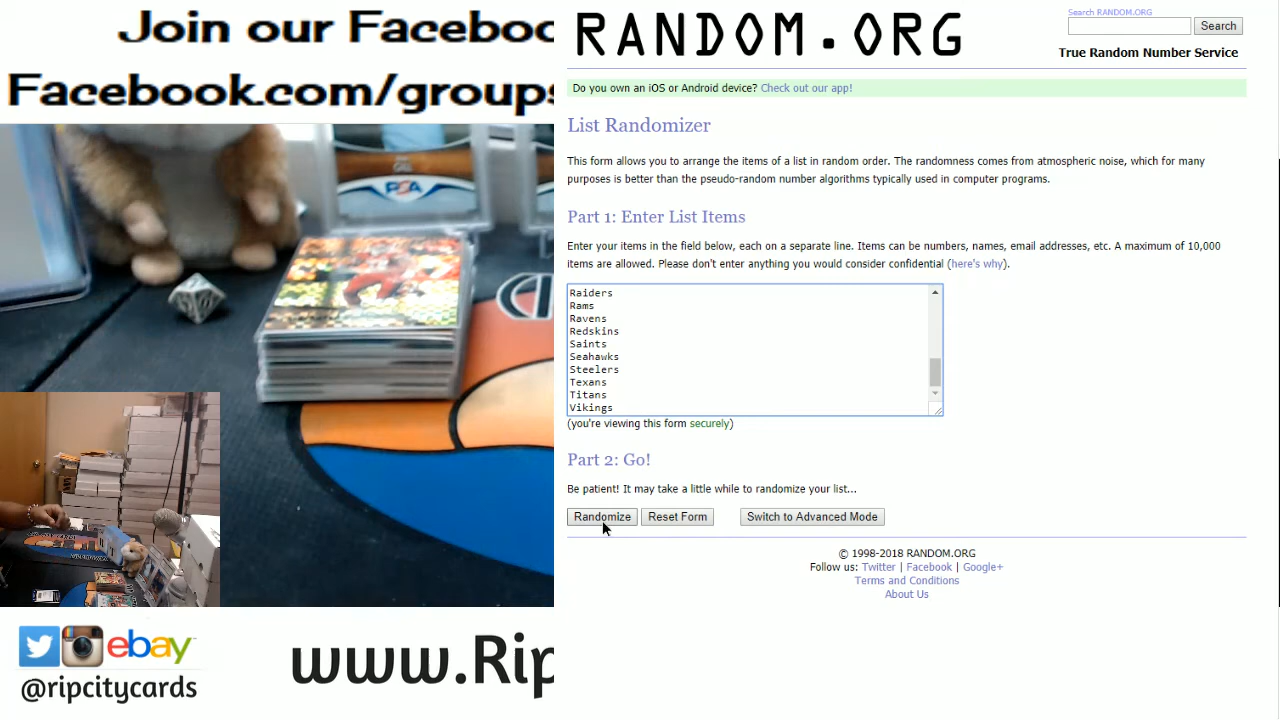 Join our Faceboo
Facebook.com/groups
PSA
@ripcitycards
ebay
www.Rip
RANDOM.ORG
Search RANDOM.ORG
Search
True Random Number Service
Do you own an iOS or Android device? Check out our app!
List Randomizer
This form allows you to arrange the items of a list in random order. The randomness comes from atmospheric noise, which for many
purposes is better than the pseudo-random number algorithms typically used in computer programs.
Part 1: Enter List Items
Enter your items in the field below, each on a separate line. Items can be numbers, names, email addresses, etc. A maximum of 10,000
items are allowed. Please don't enter anything you would consider confidential (here's why).
Raiders
Rams
Ravens
Redskins
Saints
Seahawks
Steelers
Texans
Titans
Vikings
(you're viewing this form securely)
Part 2: Go!
Be patient! It may take a little while to randomize your list...
Randomize
Reset Form
Switch to Advanced Mode
© 1998-2018 RANDOM.ORG
Follow us: Twitter | Facebook | Google+
Terms and Conditions
About Us